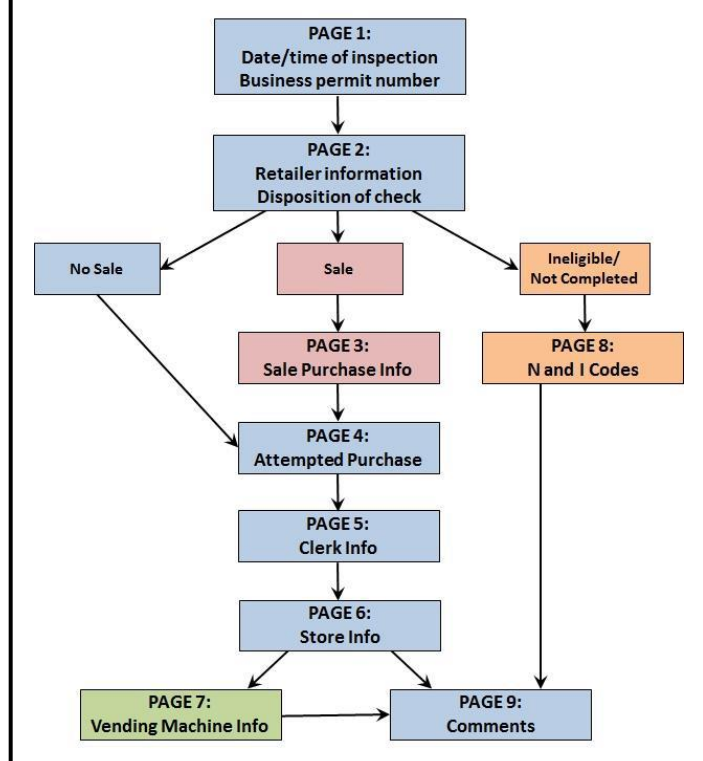 PAGE 1:
Date/time of inspection
Business permit number
PAGE 2:
Retailer information
Disposition of check
No Sale
Sale
Ineligible/
Not Completed
PAGE 3:
Sale Purchase Info
PAGE 8:
N and I Codes
PAGE 4:
Attempted Purchase
PAGE 5:
Clerk Info
PAGE 6:
Store Info
PAGE 7:
Vending Machine Info
PAGE 9:
Comments